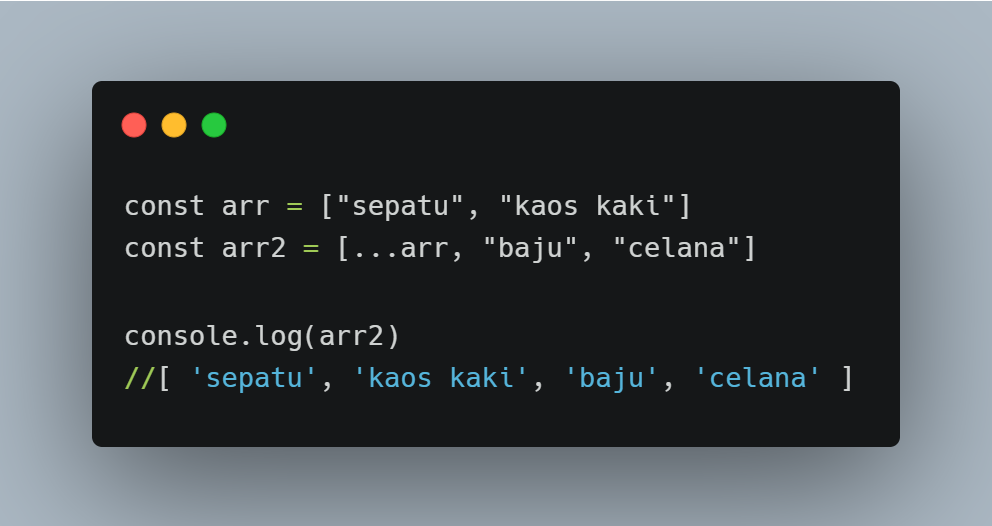 const arr = ["sepatu", "kaos kaki"]
const arr2 = [...arr, "baju", "celana"]
console.log(arr2)
//[ 'sepatu', 'kaos kaki', 'baju', 'celana' ]